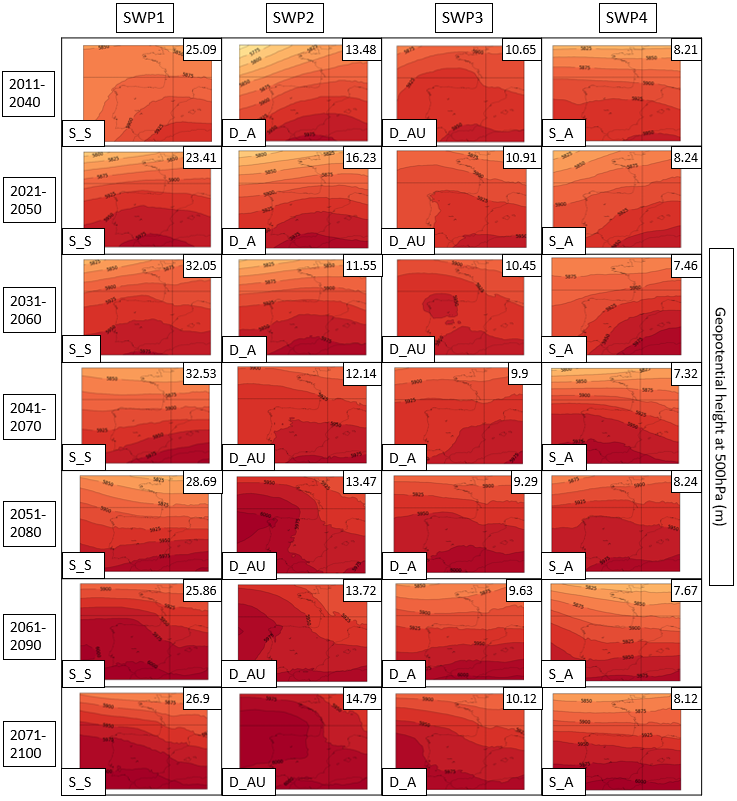 SWP1 SWP2 SWP3 SWP4
2011-
2040
25.09 13.48 10.65 8.21
S_S D_A D_AU S_A
2021-
2050
23.41 16.23 10.91 8.24
S_S D_A D_AU S_A
2031-
2060
32.05 11.55 10.45 7.46
S_S D_A D_AU S_A
2041-
2070
32.53 12.14 9.9 7.32
S_S D_AU D_A S_A
2051-
2080
28.69 13.47 9.29 8.24
S_S D_AU D_A S_A
2061-
2090
25.86 13.72 9.63 7.67
S_S D_AU D_A S_A
2071-
2100
26.9 14.79 10.12 8.12
S_S D_AU D_A S_A
Geopotential height at 500hPa (m)